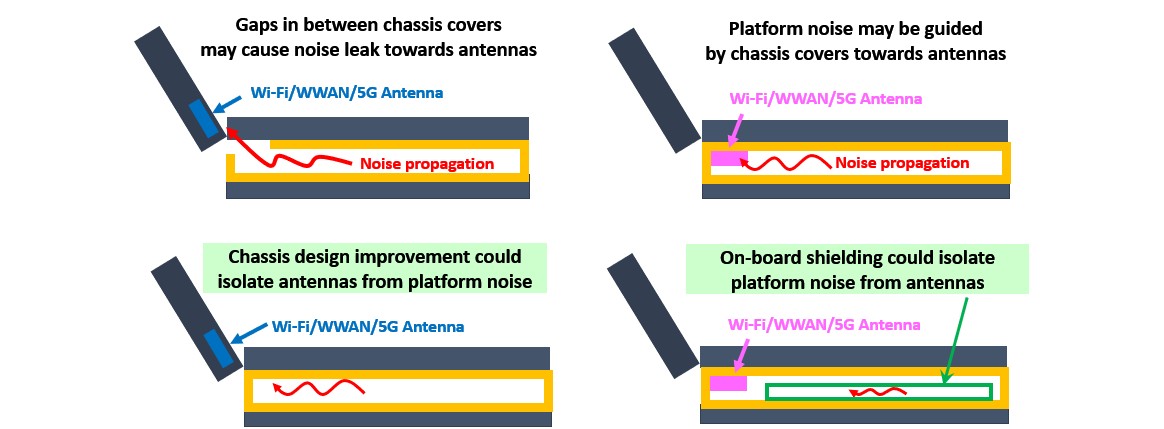 Gaps in between chassis covers
may cause noise leak towards antennas
Wi-Fi/WWAN/5G Antenna
Noise propagation
Platform noise may be guided
by chassis covers towards antennas
Wi-Fi/WWAN/5G Antenna
Noise propagation
Chassis design improvement could
isolate antennas from platform noise
Wi-Fi/WWAN/5G Antenna
On-board shielding could isolate
platform noise from antennas
Wi-Fi/WWAN/5G Antenna